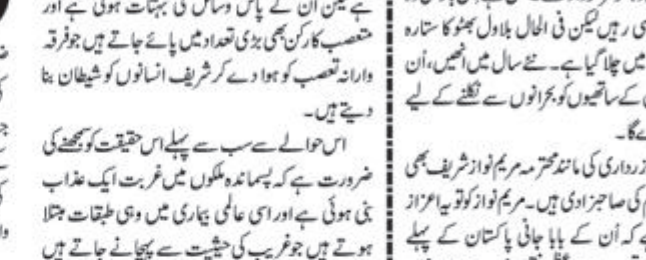 ہے لیکن ان کے پاس وسائل کی بہتات ہوتی ہے اور
متعصب کارکن بھی بڑی تعداد میں پائے جاتے ہیں جو فرقہ
وارانہ تعصب کو ہوا دے کر شریف انسانوں کو شیطان بنا
دیتے ہیں۔
اس حوالے سے سب سے پہلے اس حقیقت کو سمجھنے کی
ضرورت ہے کہ پسماندہ ملکوں میں غربت ایک عذاب
بنی ہوئی ہے اور اسی عالمی بیماری میں وہی طبقات مبتلا
ہوتے ہیں جو غریب کی حیثیت سے پہچانے جاتے ہیں
ی رہیں لیکن فی الحال بلاول بھٹو کا ستارہ
میں چلا گیا ہے۔ نئے سال میں انھیں، اُن
کے ساتھیوں کو بحرانوں سے نکلنے کے لیے
ے گا۔
زرداری کی مانند محترمہ مریم نواز شریف بھی
م کی صاحبزادی ہیں۔ مریم نواز کو تو یہ اعزاز
ہے کہ اُن کے بابا جانی پاکستان کے پہلے